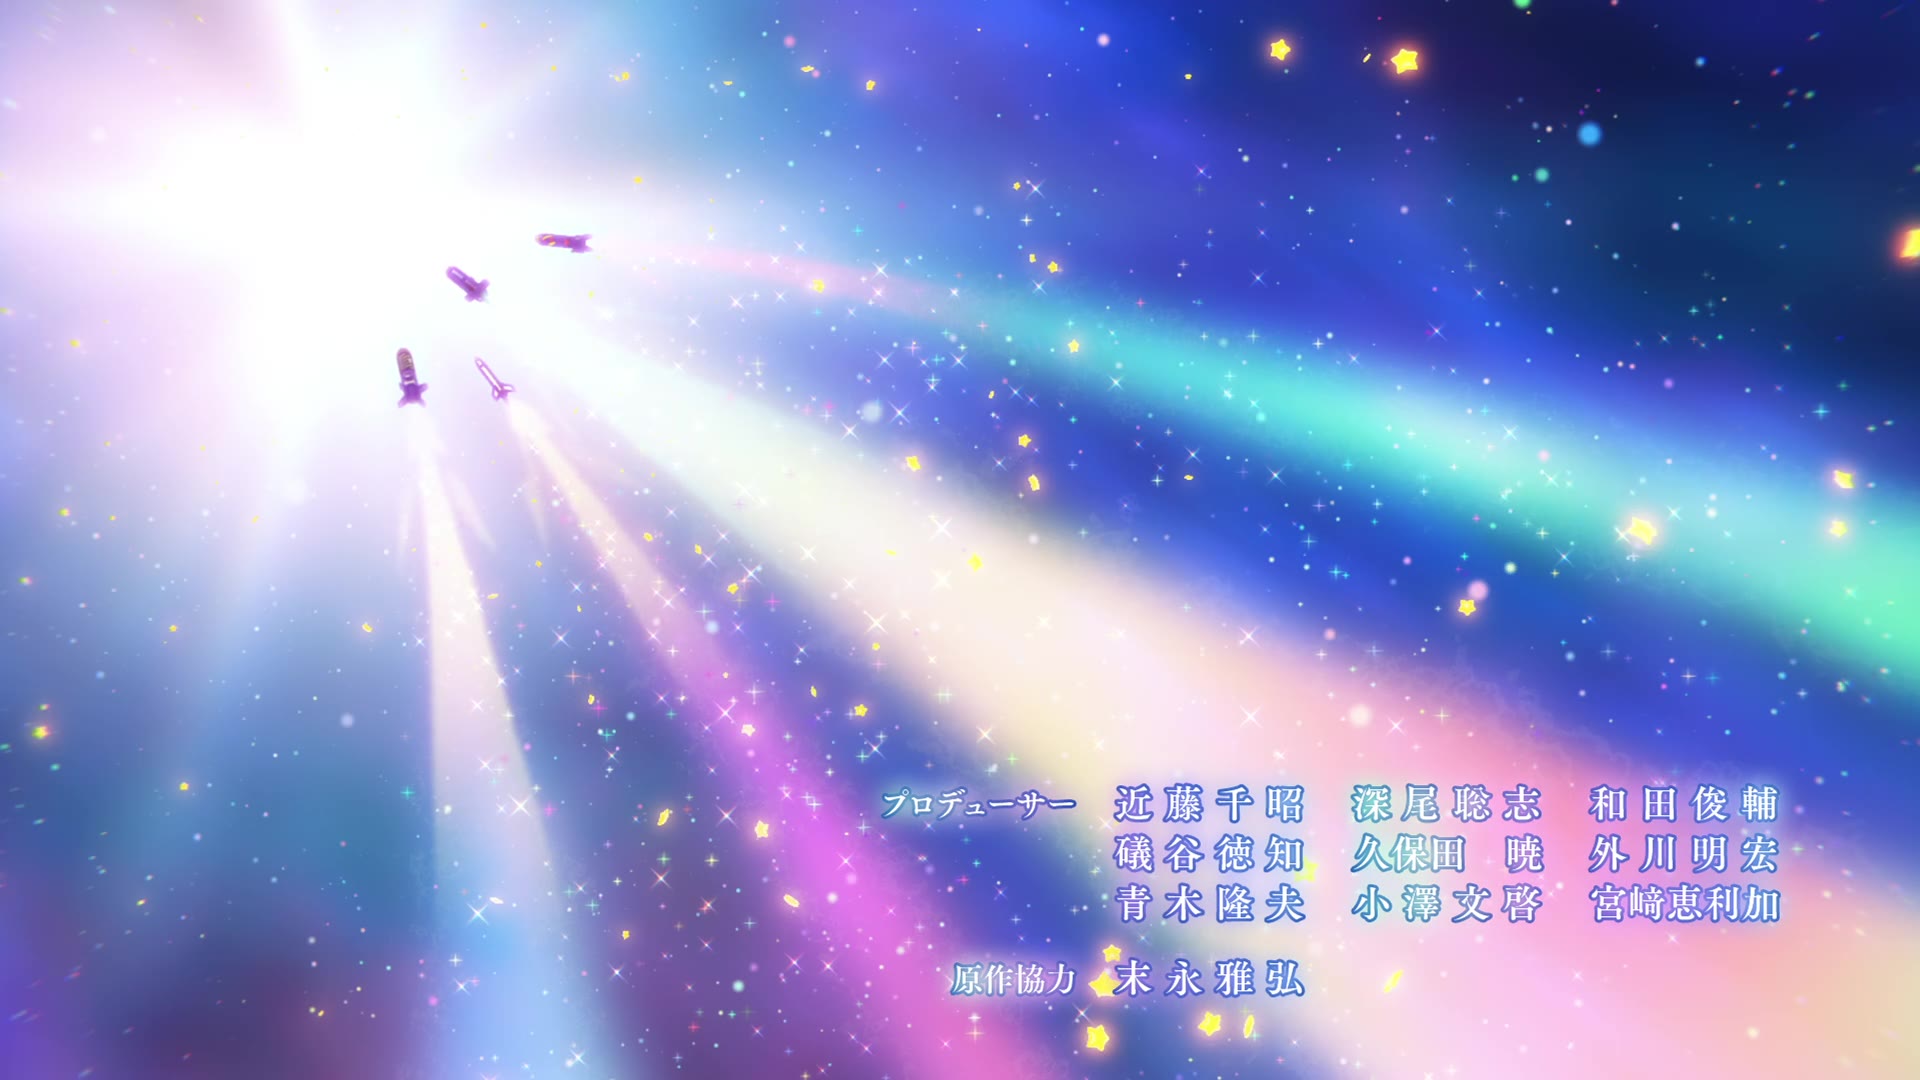 プロデューサー 近藤千昭 深尾聡志 和田俊輔
礒谷徳知 久保田 暁 外川明宏
青木隆夫 小澤文啓 宮﨑恵利加
原作協力 末永雅弘